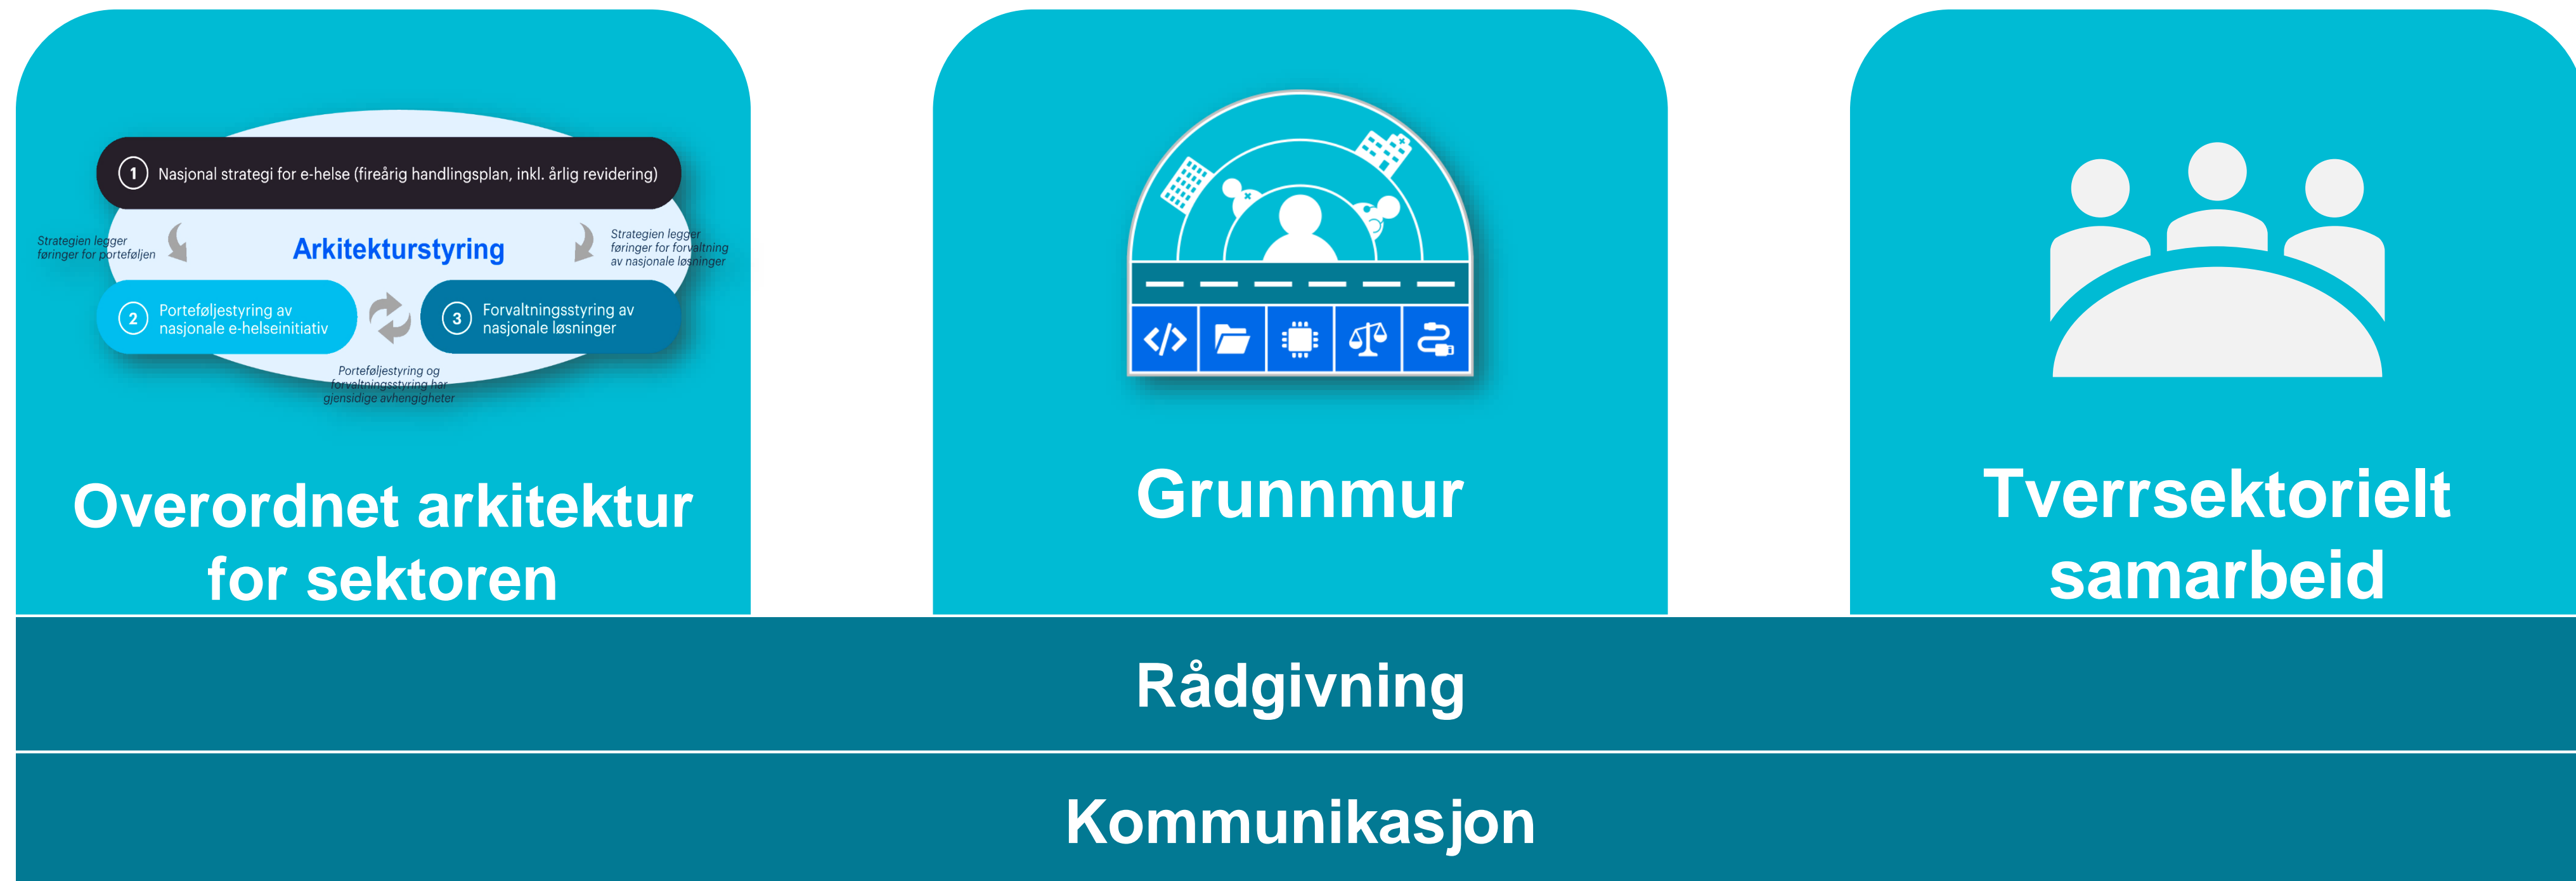 1 Nasjonal strategi for e-helse (fireårig handlingsplan, inkl. årlig revidering)
Strategien legger
føringer for porteføljen
Arkitekturstyring
Strategien legger
føringer for forvaltning
av nasjonale løsninger
2 Porteføljestyring av
nasjonale e-helseinitiativ
3 Forvaltningsstyring av
nasjonale løsninger
Porteføljestyring og
forvaltningsstyring har
gjensidige avhengigheter
Overordnet arkitektur
for sektoren
Grunnmur
Tverrsektorielt
samarbeid
Rådgivning
Kommunikasjon